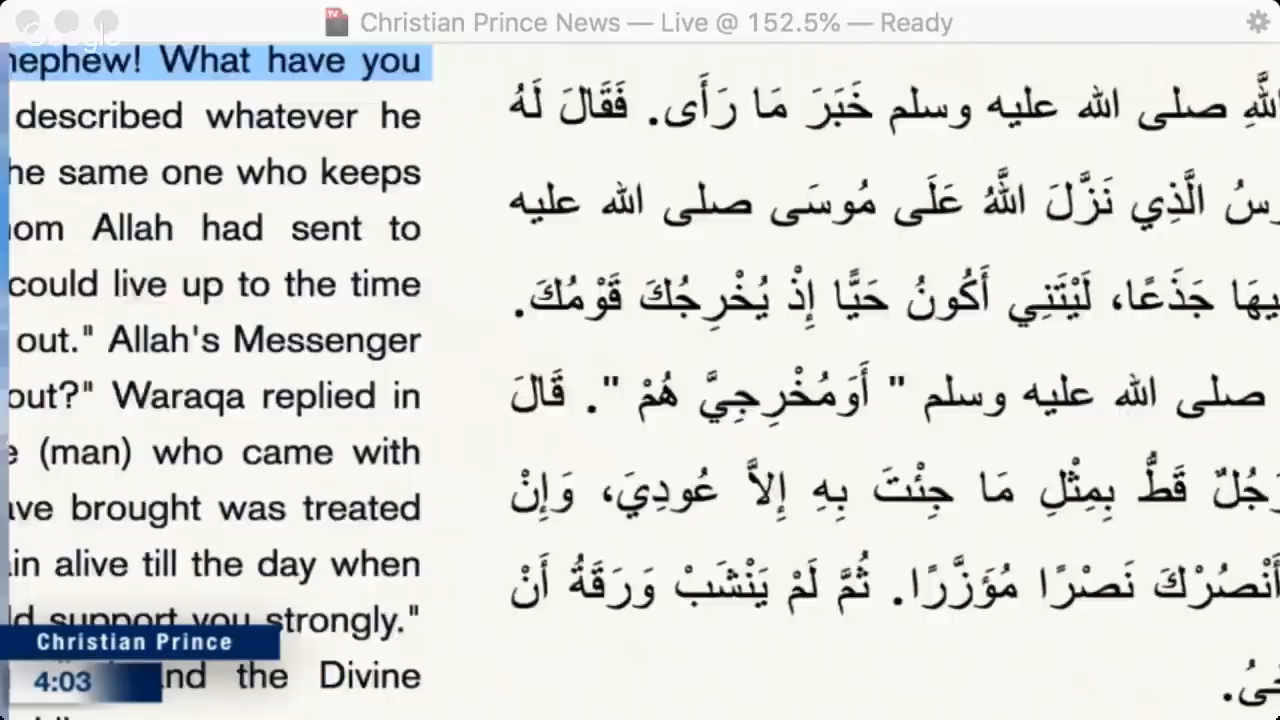 Christian Prince News — Live @ 152.5% — Ready
Google
nephew! What have you
described whatever he
he same one who keeps
om Allah had sent to
could live up to the time
out." Allah's Messenger
out?" Waraqa replied in
(man) who came with
ave brought was treated
in alive till the day when
support you strongly."
and the Divine
اللَّهِ صلى الله عليه وسلم خَبَرَ مَا رَأَى. فَقَالَ لَهُ
الَّذِي نَزَّلَ اللَّهُ عَلَى مُوسَى صلى الله عليه
جَذَعًا، لَيْتَنِي أَكُونُ حَيًّا إِذْ يُخْرِجُكَ قَوْمُكَ.
صلى الله عليه وسلم " أَوَمُخْرِجِيَّ هُمْ ". قَالَ
رَجُلٌ قَطُّ بِمِثْلِ مَا جِئْتَ بِهِ إِلاَّ عُودِيَ، وَإِنْ
أَنْصُرْكَ نَصْرًا مُؤَزَّرًا. ثُمَّ لَمْ يَنْشَبْ وَرَقَةُ أَنْ
Christian Prince
4:03